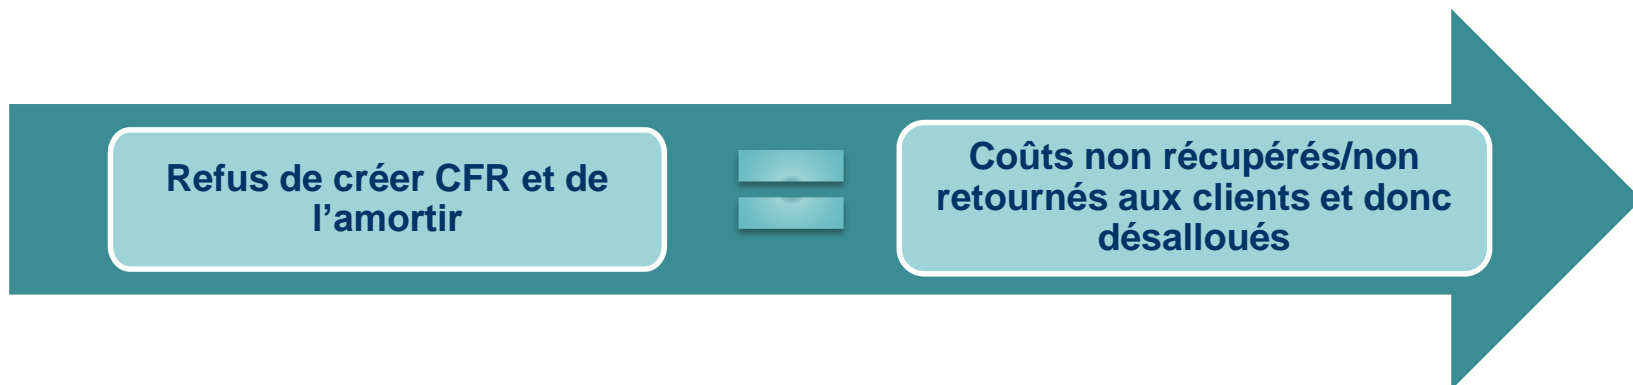 Refus de créer CFR et de
l’amortir
Coûts non récupérés/non
retournés aux clients et donc
désalloués